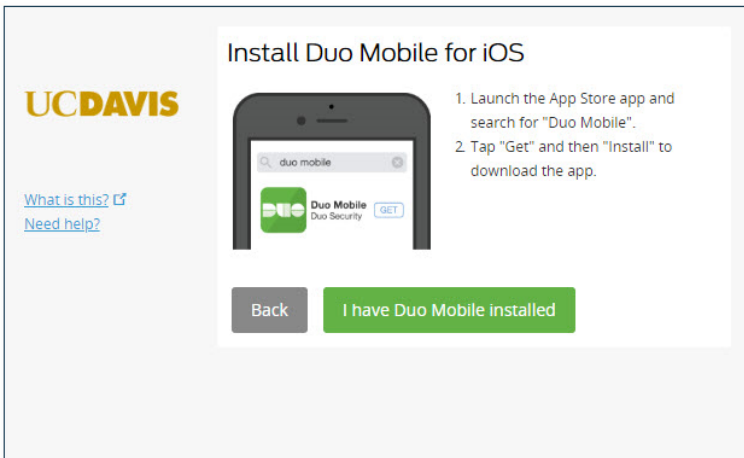 Install Duo Mobile for iOS
UCDAVIS
What is this?
Need help?
duo mobile
DUO
Duo Mobile
Duo Security
GET
1. Launch the App Store app and
search for "Duo Mobile".
2. Tap "Get" and then "Install" to
download the app.
Back
I have Duo Mobile installed